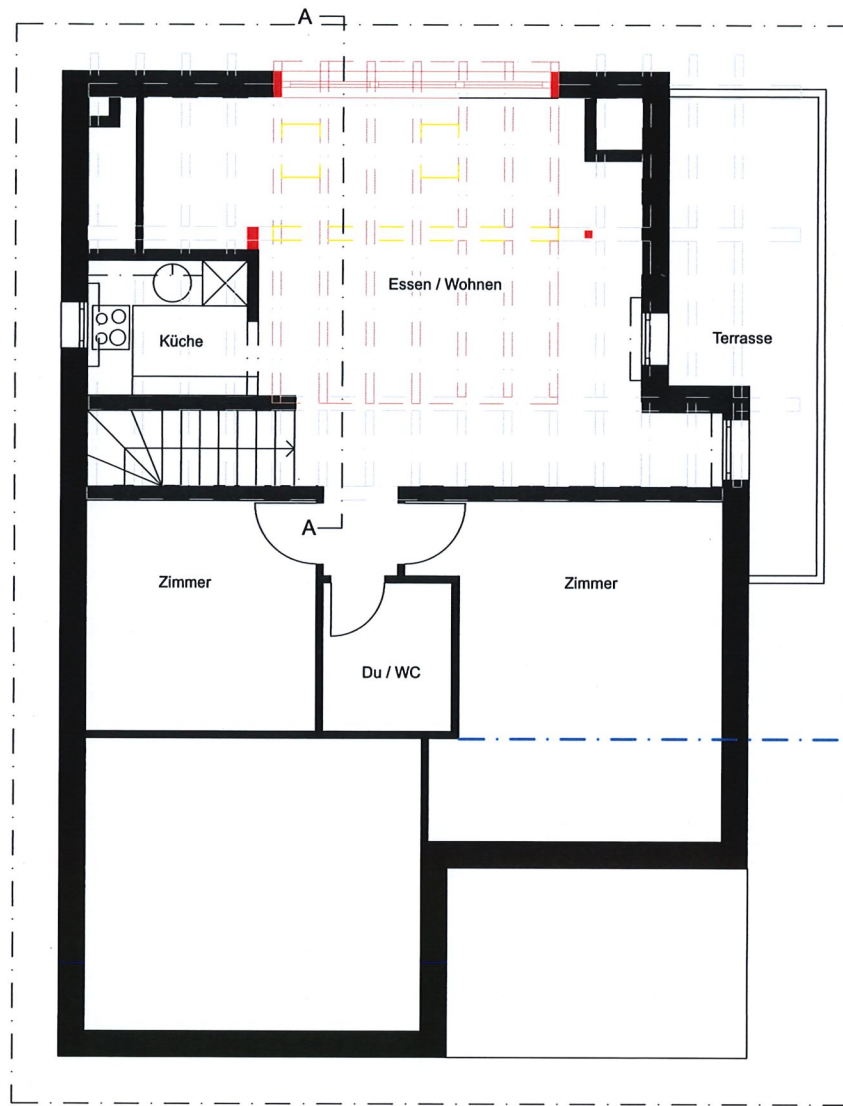 A
Essen / Wohnen
Küche
Terrasse
A
Zimmer
Zimmer
Du / WC